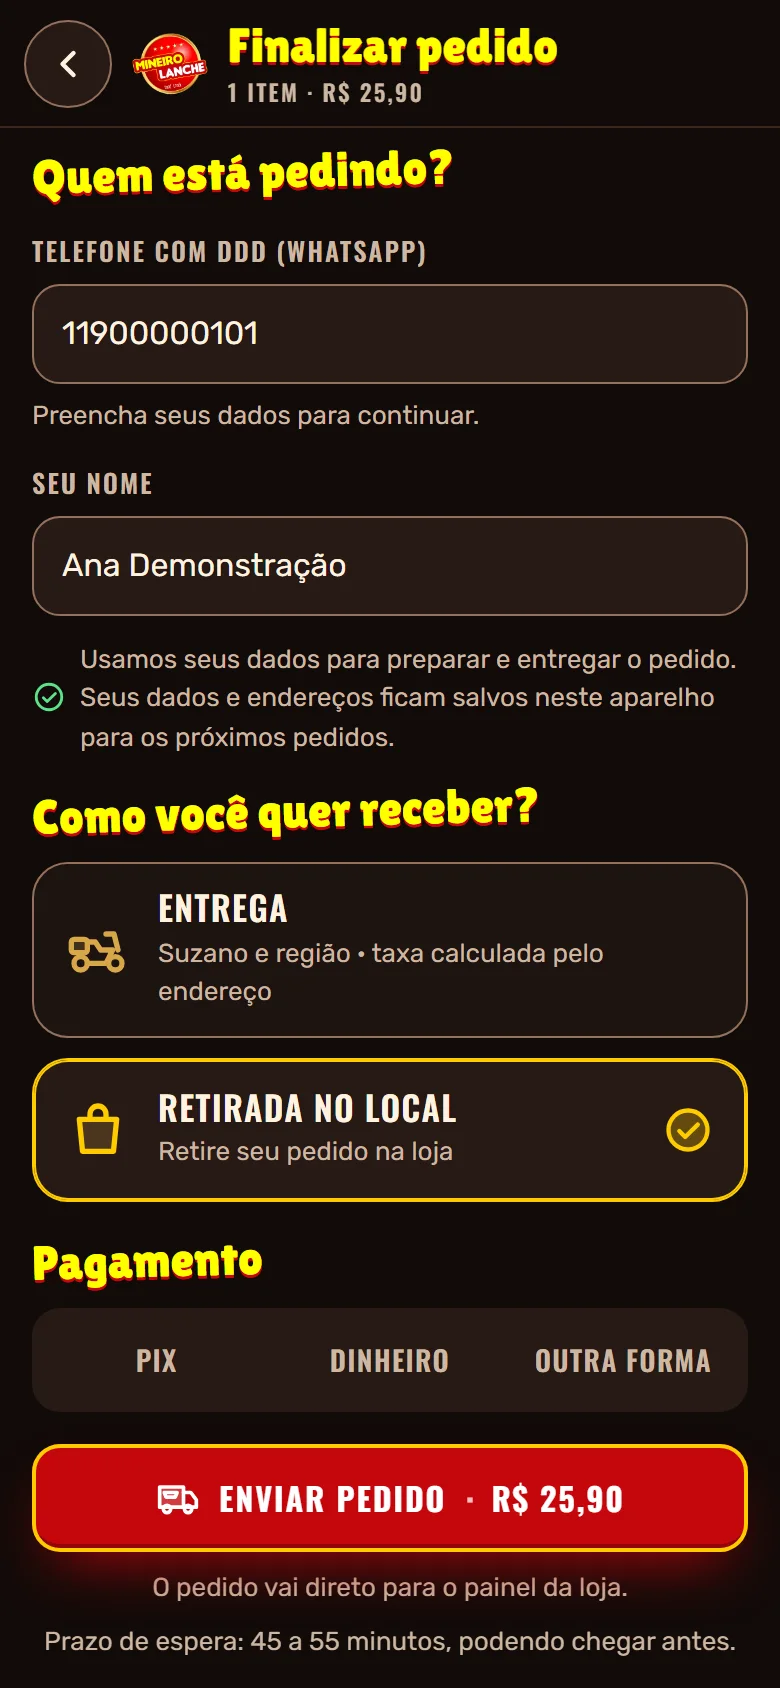 MINEIRO
LANCHE
Finalizar pedido
1 ITEM · R$ 25,90
Quem está pedindo?
TELEFONE COM DDD (WHATSAPP)
11900000101
Preencha seus dados para continuar.
SEU NOME
Ana Demonstração
Usamos seus dados para preparar e entregar o pedido.
Seus dados e endereços ficam salvos neste aparelho
para os próximos pedidos.
Como você quer receber?
ENTREGA
Suzano e região • taxa calculada pelo
endereço
RETIRADA NO LOCAL
Retire seu pedido na loja
Pagamento
PIX
DINHEIRO
OUTRA FORMA
ENVIAR PEDIDO · R$ 25,90
O pedido vai direto para o painel da loja.
Prazo de espera: 45 a 55 minutos, podendo chegar antes.